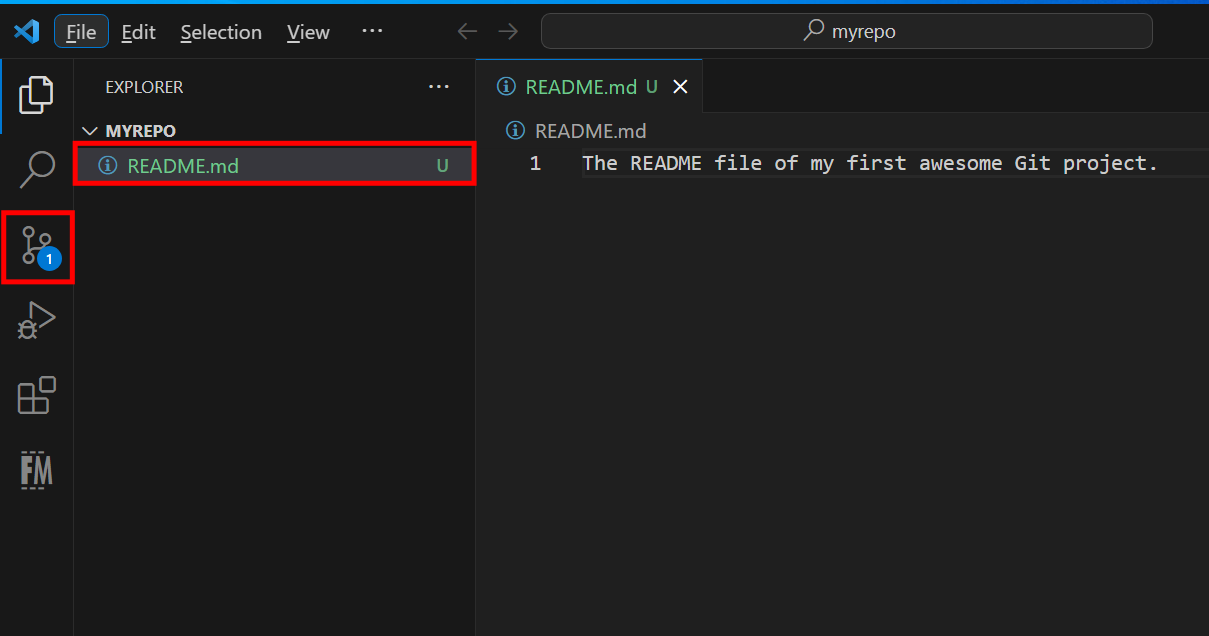 File Edit Selection View ··· myrepo
EXPLORER ···
MYREPO
README.md U
1
FM
README.md U
README.md
1 The README file of my first awesome Git project.